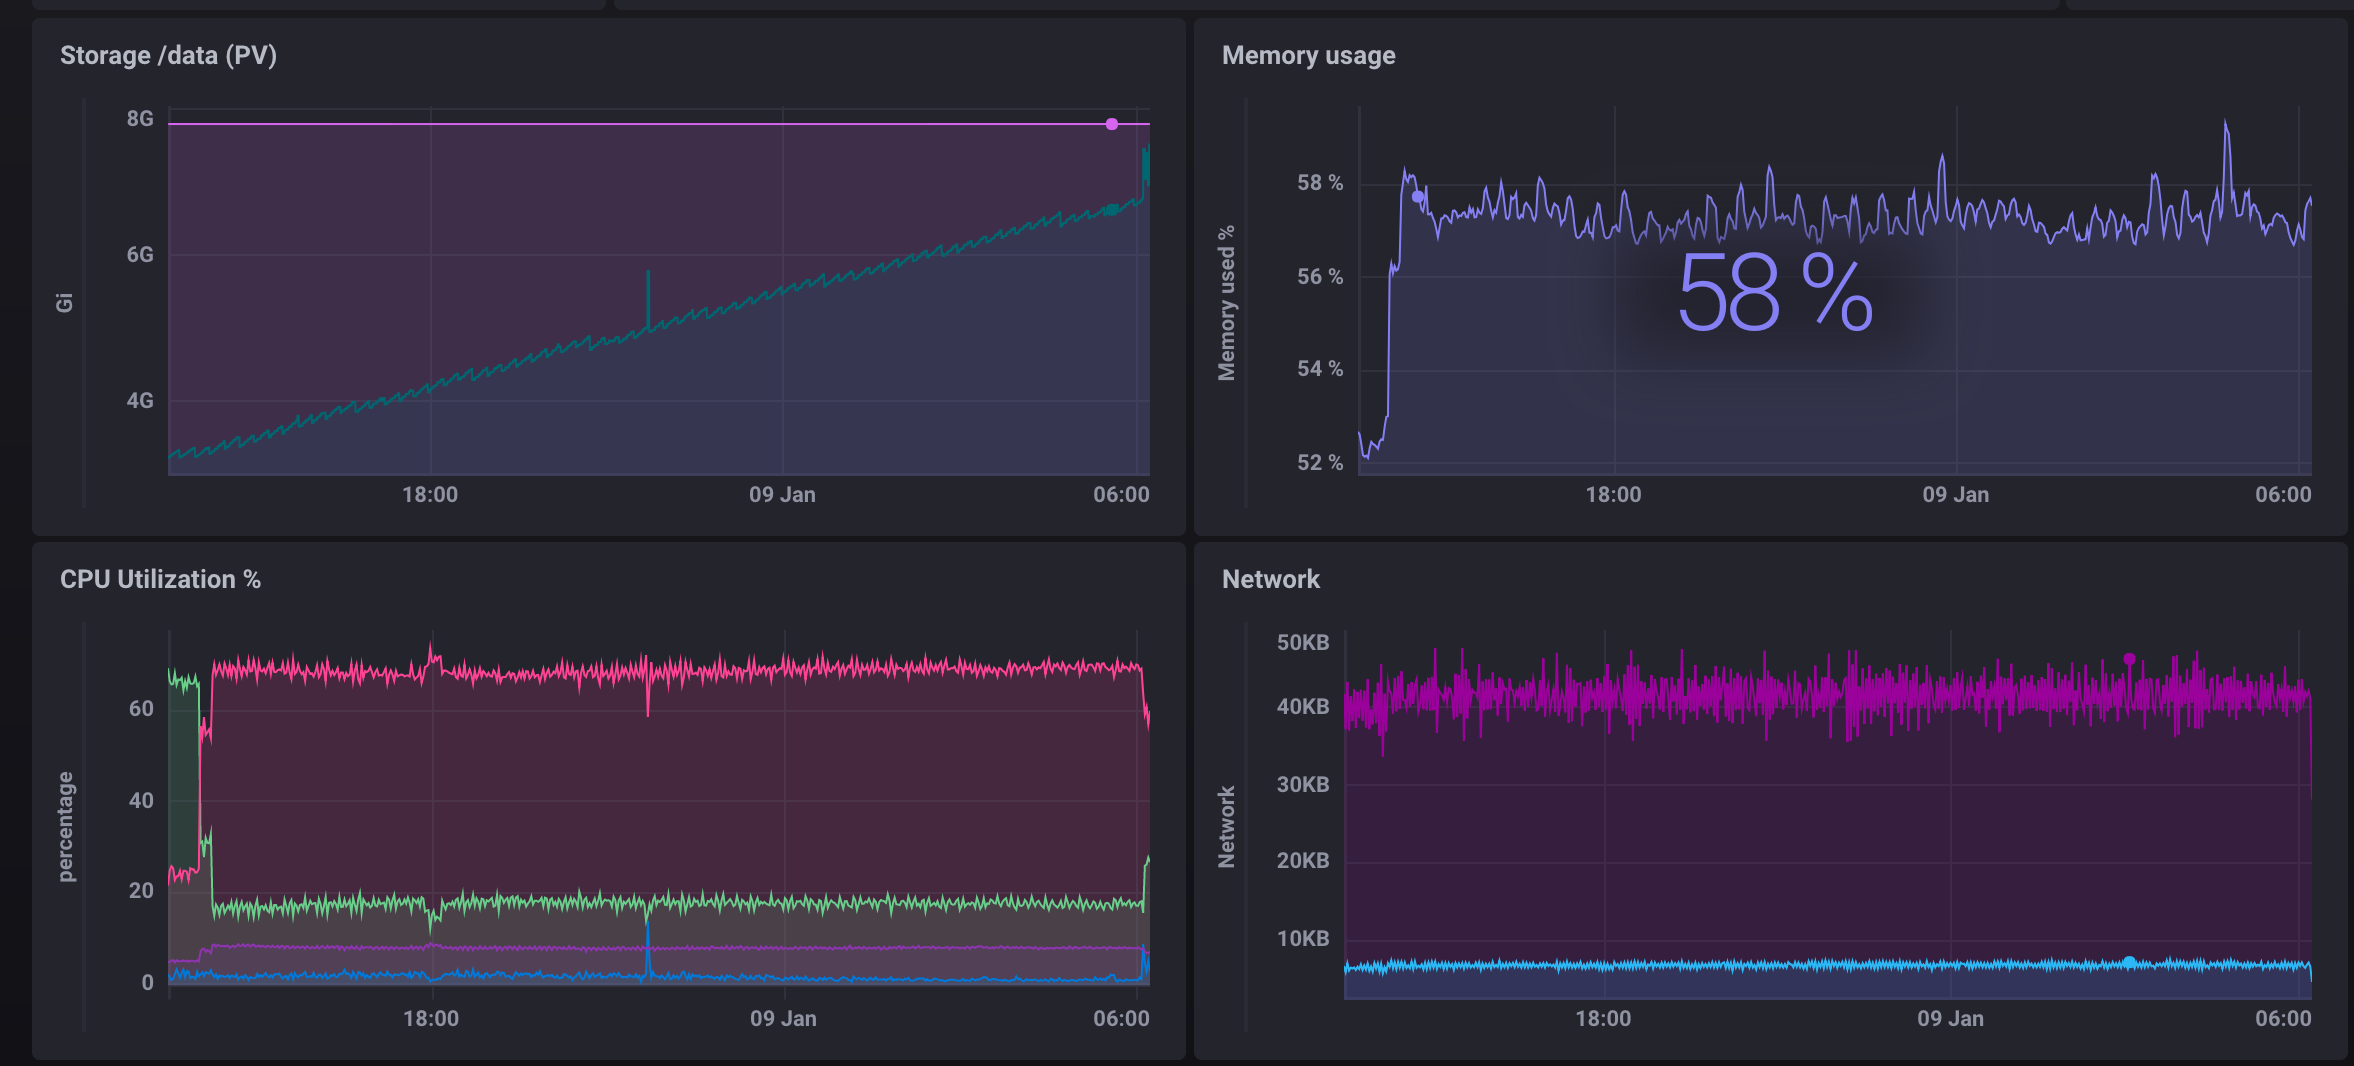 Storage /data (PV)
Gi
8G
6G
4G
18:00
09 Jan
06:00
Memory usage
Memory used %
58 %
56 %
54 %
52 %
58 %
18:00
09 Jan
06:00
CPU Utilization %
percentage
60
40
20
0
18:00
09 Jan
06:00
Network
Network
50KB
40KB
30KB
20KB
10KB
18:00
09 Jan
06:00